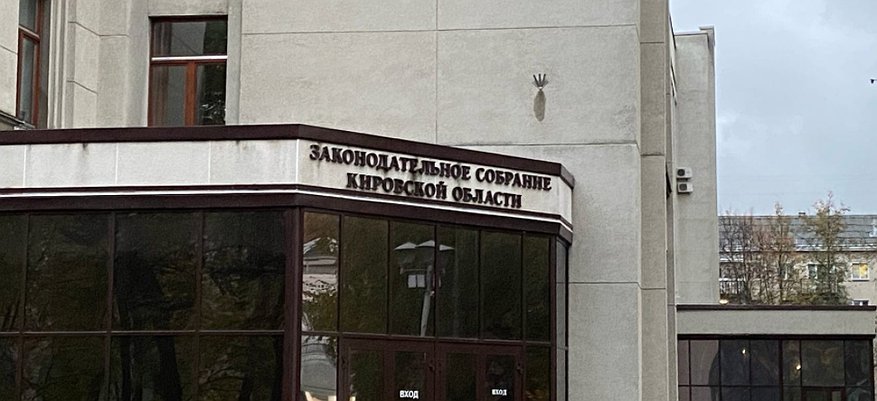 ЗАКОНОДАТЕЛЬНОЕ СОБРАНИЕ
КИРОВСКОЙ ОБЛАСТИ
ВХОД
ВХОД